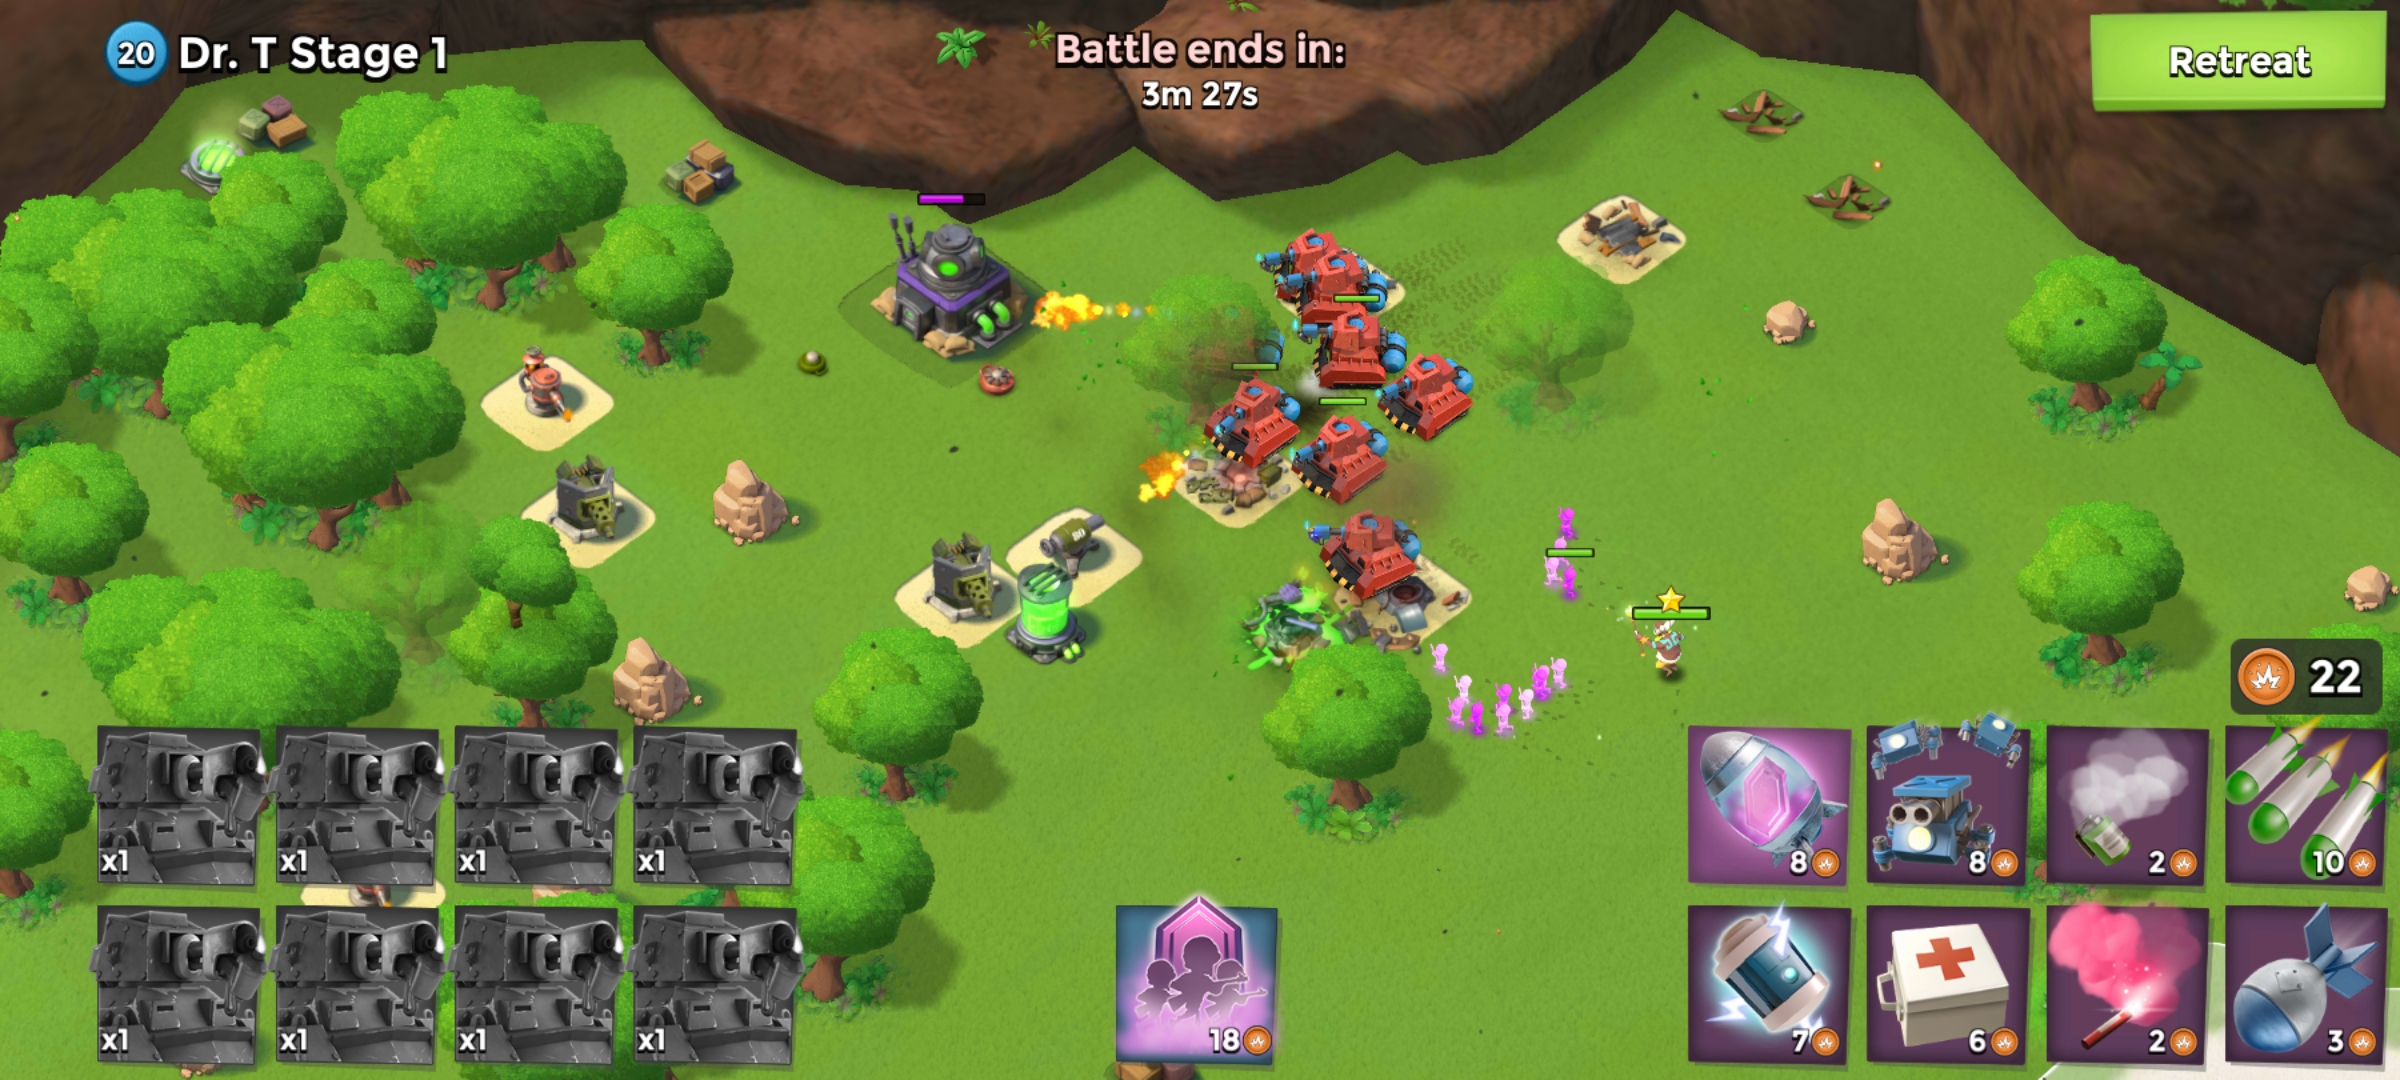 20 Dr. T Stage 1
Battle ends in:
3m 27s
Retreat
22
x1 x1 x1 x1
8 8 2 10
x1 x1 x1 x1
18
7 6 2 3